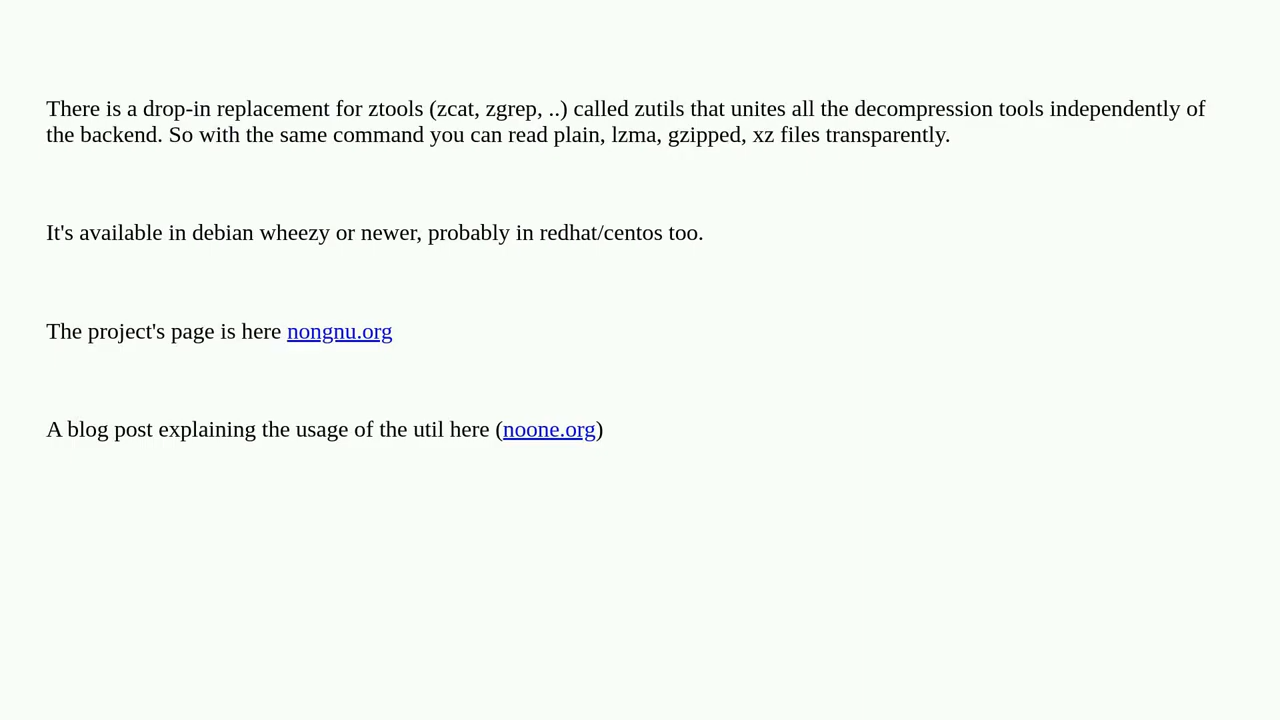 There is a drop-in replacement for ztools (zcat, zgrep, ..) called zutils that unites all the decompression tools independently of
the backend. So with the same command you can read plain, lzma, gzipped, xz files transparently.
It's available in debian wheezy or newer, probably in redhat/centos too.
The project's page is here nongnu.org
A blog post explaining the usage of the util here (noone.org)